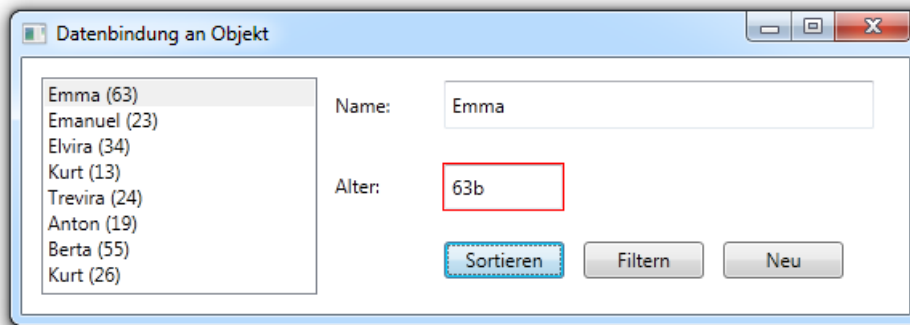 Datenbindung an Objekt
Emma (63)
Emanuel (23)
Elvira (34)
Kurt (13)
Trevira (24)
Anton (19)
Berta (55)
Kurt (26)
Name:
Emma
Alter:
63b
Sortieren
Filtern
Neu